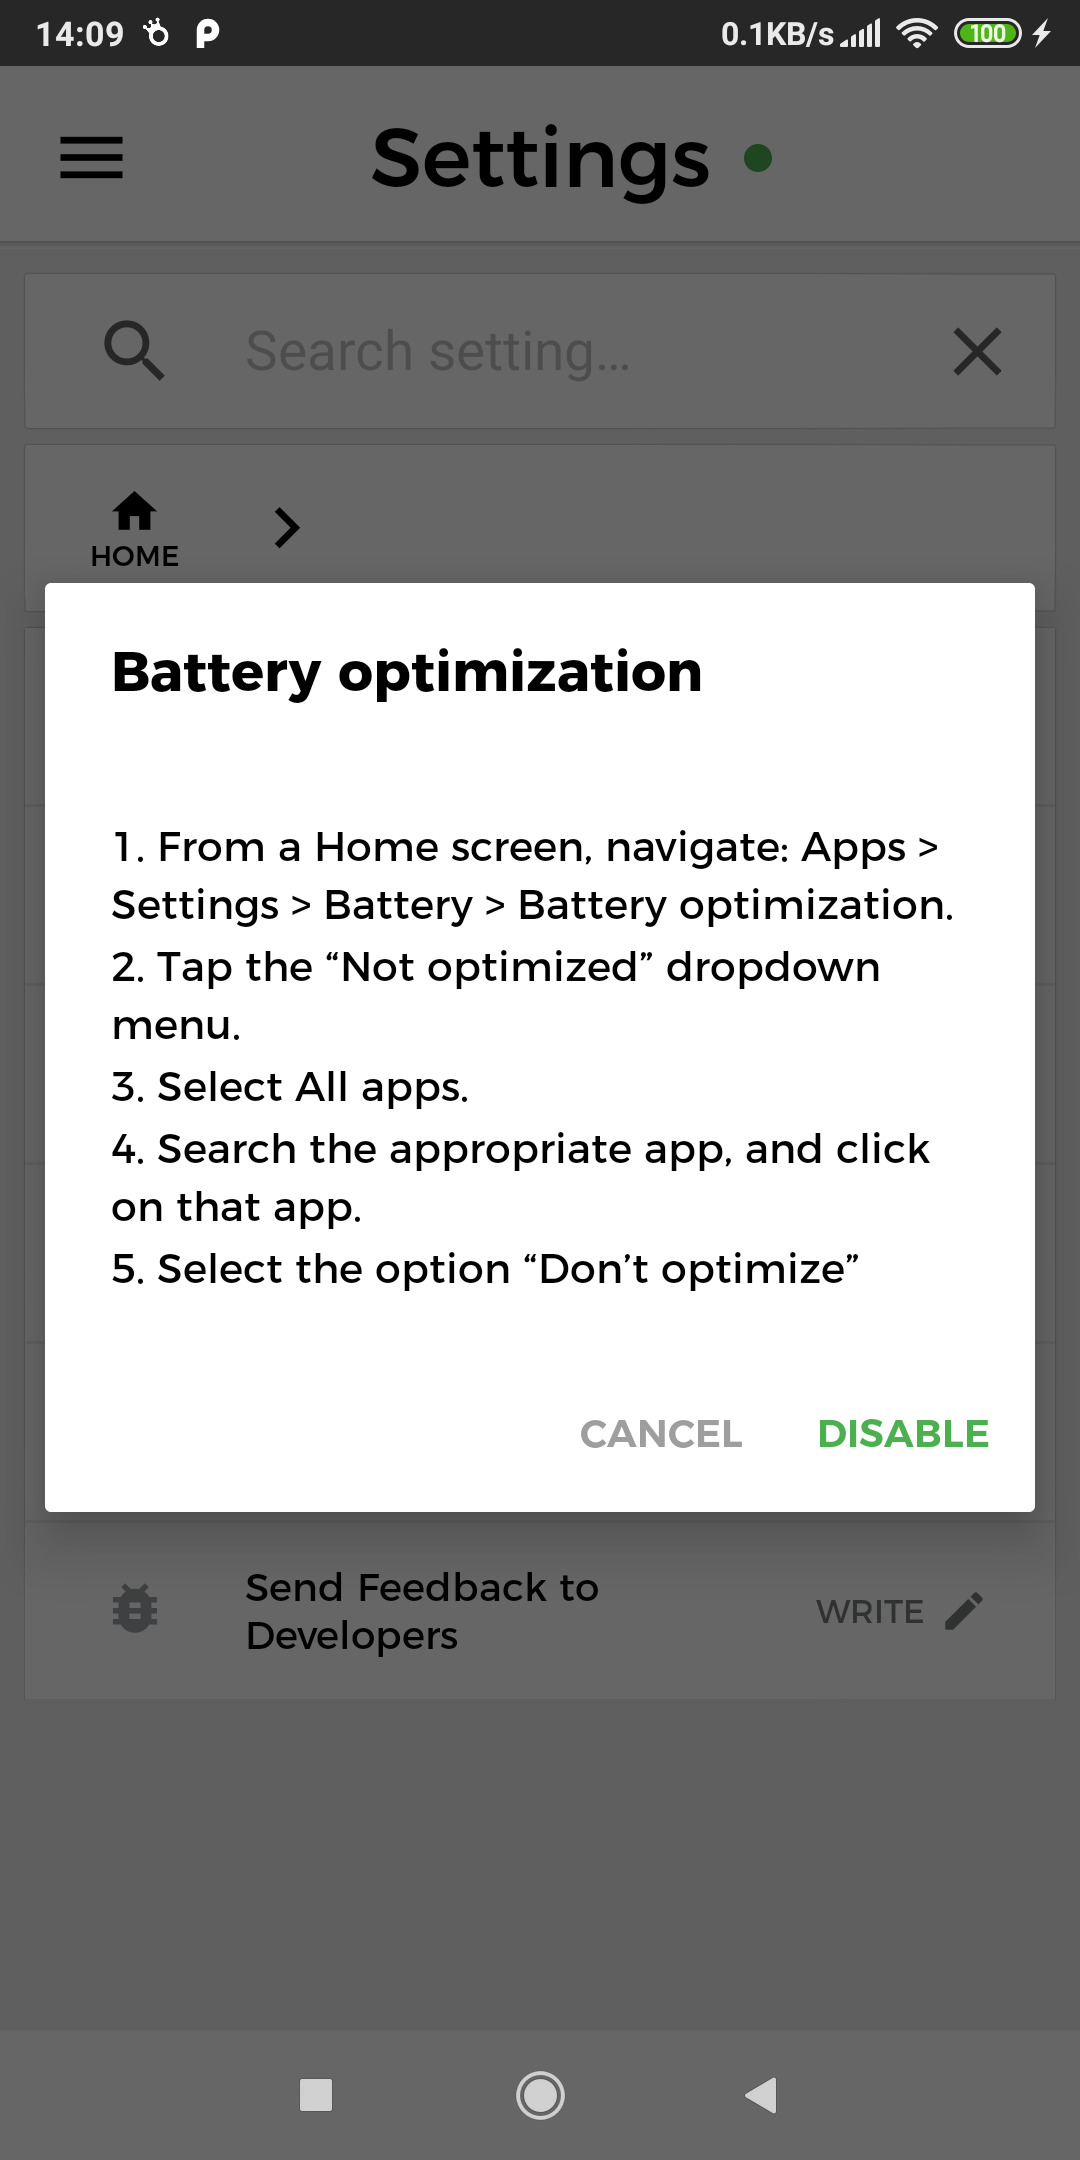 14:09 0.1KB/s 100
Settings
Search setting...
HOME
Battery optimization
1. From a Home screen, navigate: Apps >
Settings > Battery > Battery optimization.
2. Tap the “Not optimized” dropdown
menu.
3. Select All apps.
4. Search the appropriate app, and click
on that app.
5. Select the option “Don’t optimize”
CANCEL DISABLE
Send Feedback to
Developers
WRITE